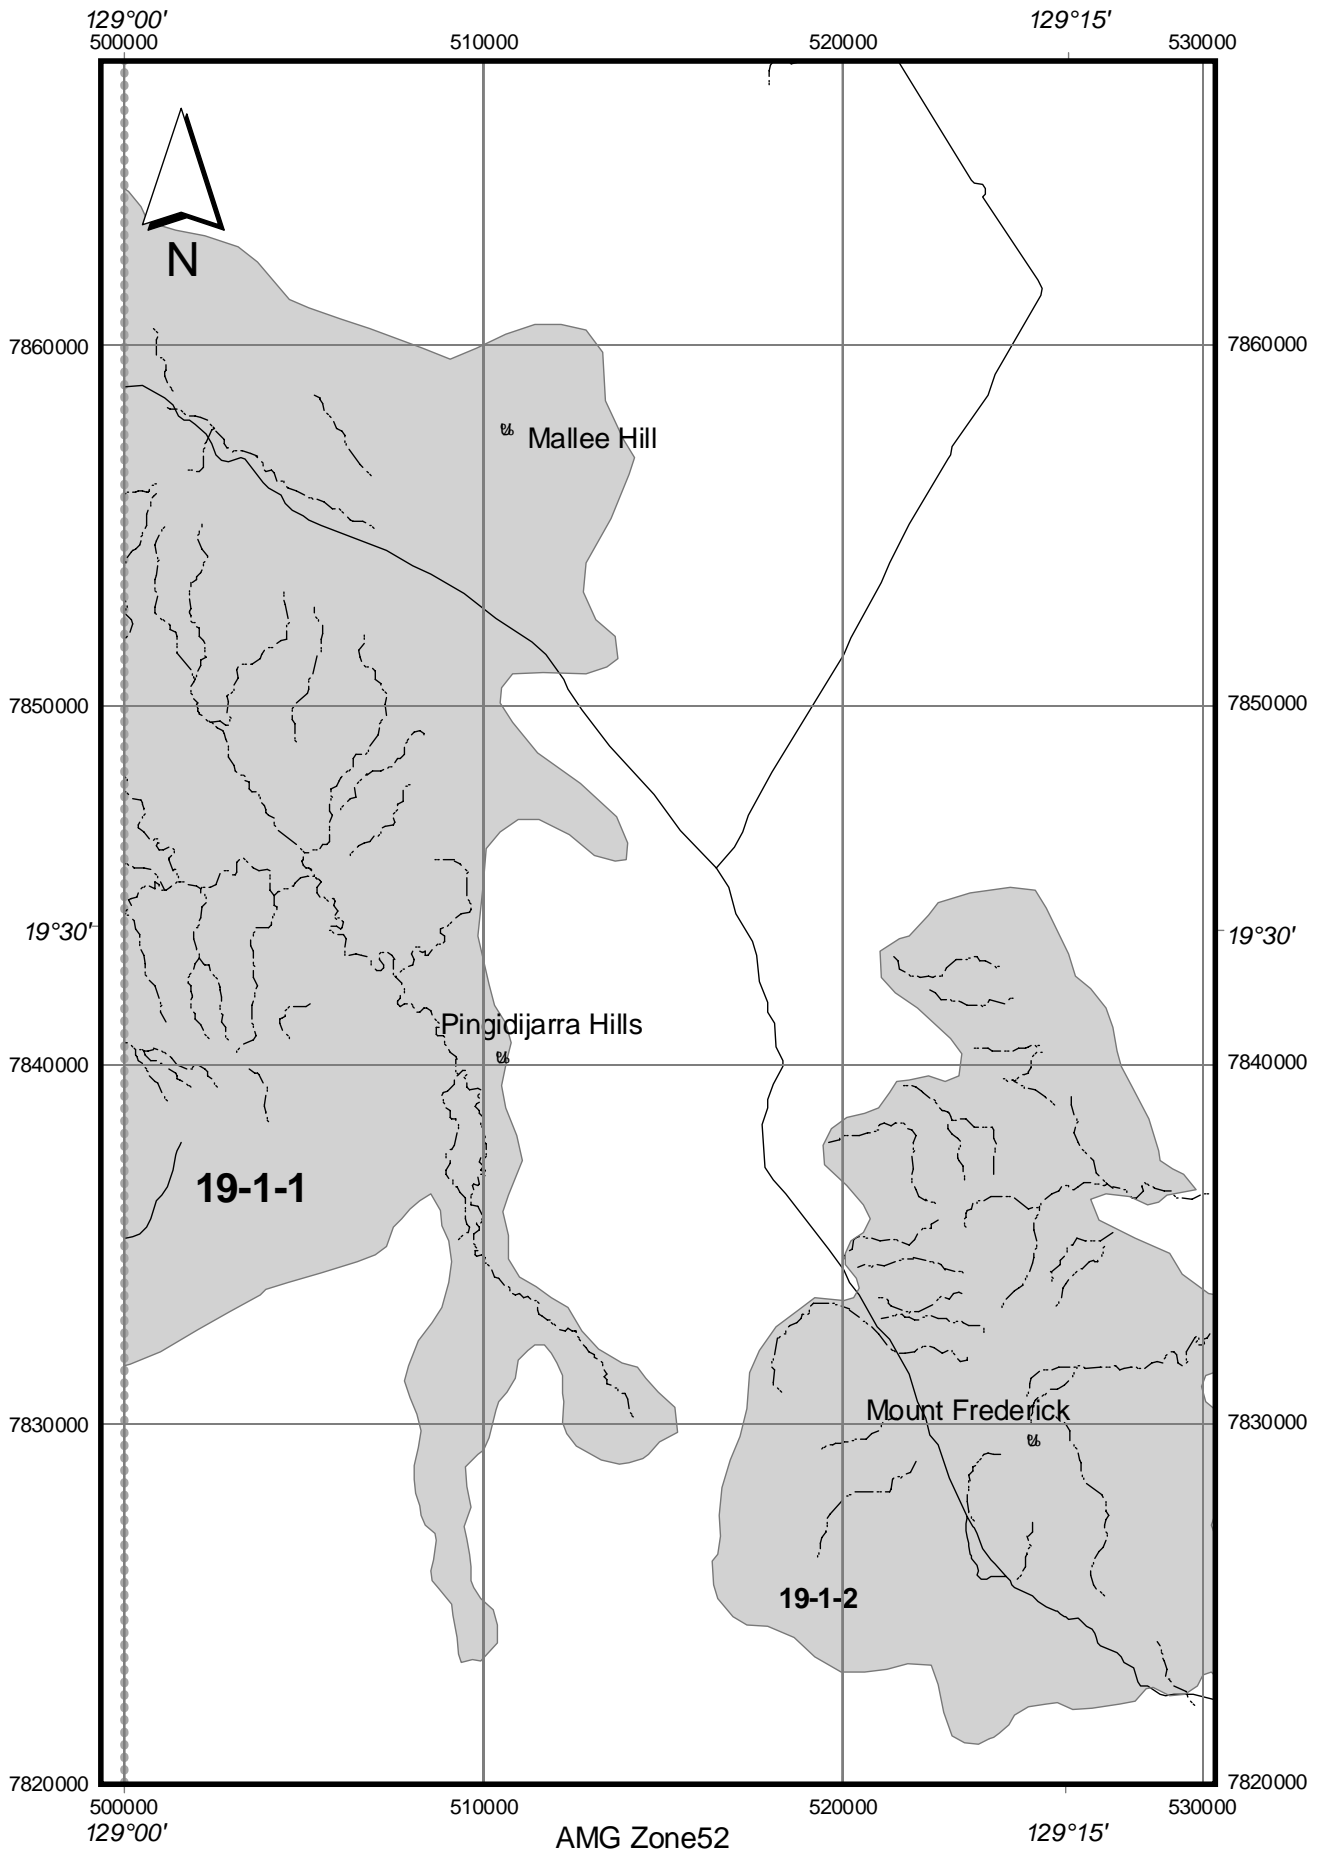 129°00' 129°15'
500000 510000 520000 530000
N
7860000 7860000
Mallee Hill
7850000 7850000
19°30' 19°30'
Pingidijarra Hills
7840000 7840000
19-1-1
Mount Frederick
7830000 7830000
19-1-2
7820000 7820000
500000 510000 520000 530000
129°00' 129°15'
AMG Zone52